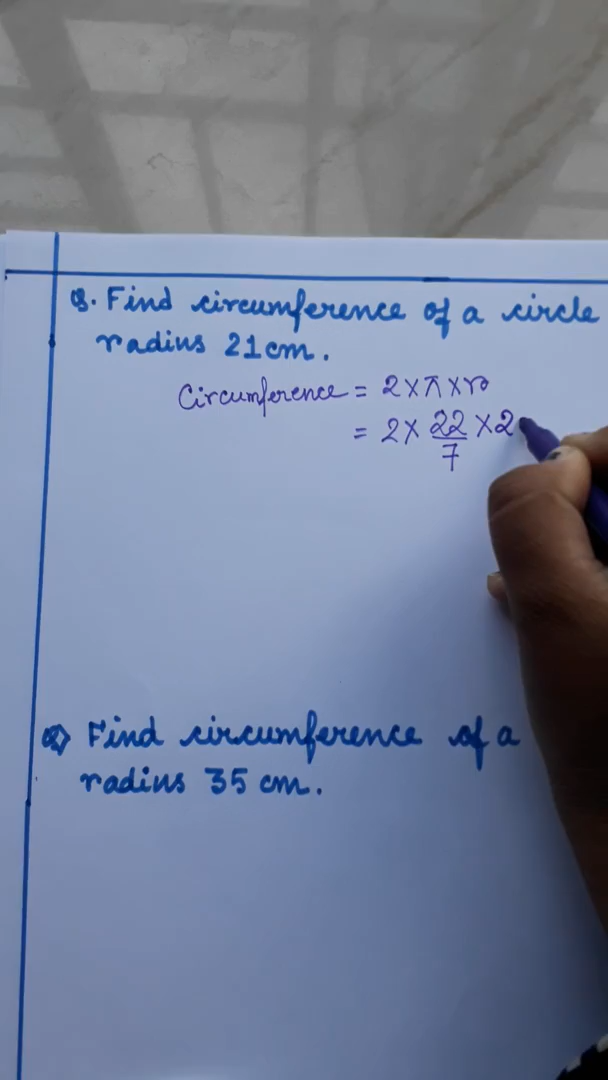 Q. Find circumference of a circle
radius 21cm.
Circumference = 2×π×r
= 2× 22/7 ×2
Q) Find circumference of a
radius 35 cm.